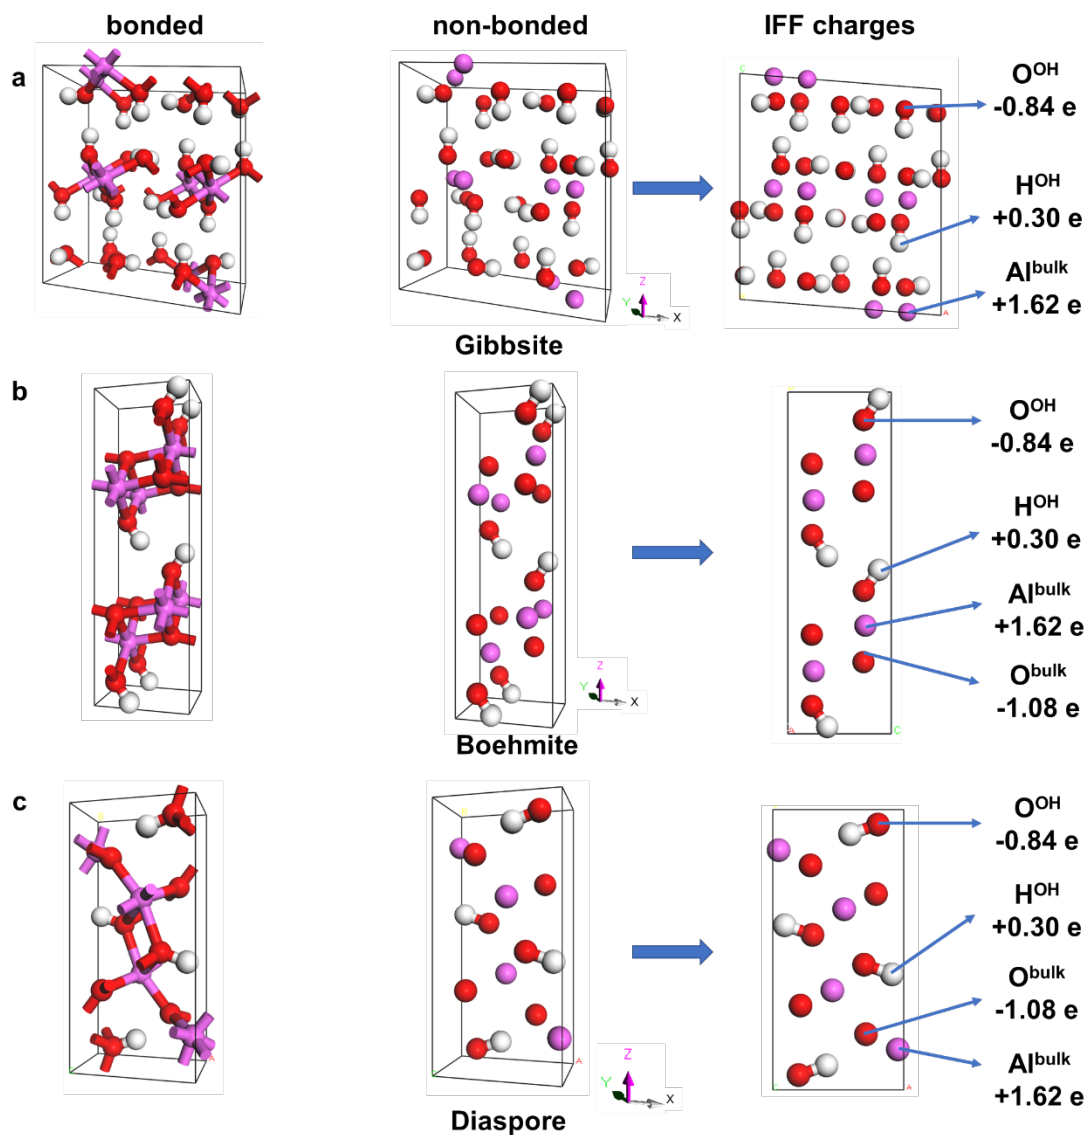 bonded
non-bonded
IFF charges
a
O^OH
-0.84 e
H^OH
+0.30 e
Al^bulk
+1.62 e
Z
Y
X
C
A
Gibbsite
b
O^OH
-0.84 e
H^OH
+0.30 e
Al^bulk
+1.62 e
O^bulk
-1.08 e
Z
Y
X
A
C
Boehmite
c
O^OH
-0.84 e
H^OH
+0.30 e
O^bulk
-1.08 e
Al^bulk
+1.62 e
B
A
B
A
Z
Y
X
A
Diaspore